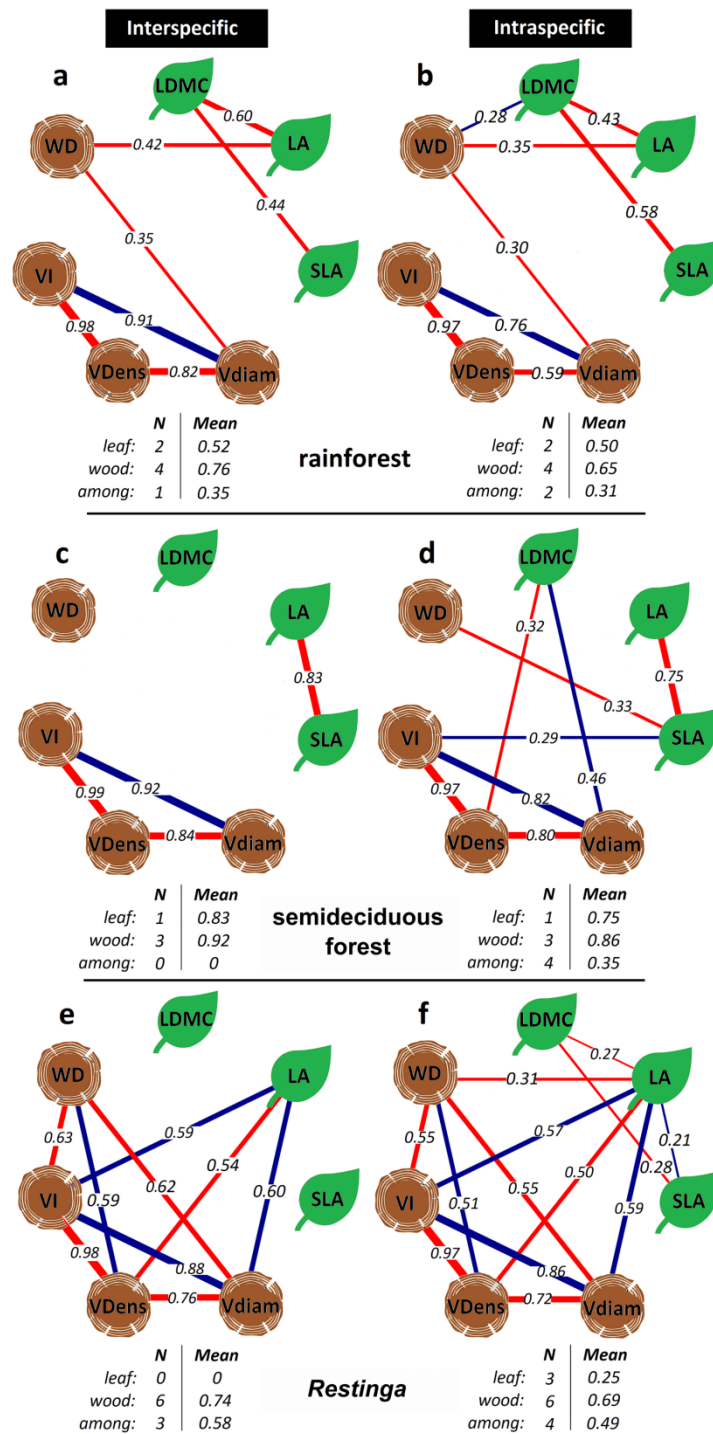 Interspecific
Intraspecific
a
LDMC
0.60
LA
WD
0.42
0.44
0.35
SLA
VI
0.91
0.98
VDens
0.82
Vdiam
N Mean
leaf: 2 0.52
wood: 4 0.76
among: 1 0.35
b
LDMC
0.28
0.43
LA
WD
0.35
0.58
0.30
SLA
VI
0.76
0.97
VDens
0.59
Vdiam
N Mean
leaf: 2 0.50
wood: 4 0.65
among: 2 0.31
rainforest
c
LDMC
WD
LA
0.83
SLA
VI
0.92
0.99
VDens
0.84
Vdiam
N Mean
leaf: 1 0.83
wood: 3 0.92
among: 0 0
d
LDMC
WD
0.32
LA
0.75
0.33
VI
0.29
SLA
0.46
0.82
0.97
VDens
0.80
Vdiam
N Mean
leaf: 1 0.75
wood: 3 0.86
among: 4 0.35
semideciduous
forest
e
LDMC
WD
LA
0.63
0.59
0.54
0.62
0.60
0.59
VI
SLA
0.98
0.88
VDens
0.76
Vdiam
N Mean
leaf: 0 0
wood: 6 0.74
among: 3 0.58
f
LDMC
0.27
WD
0.31
LA
0.55
0.57
0.21
0.50
0.28
0.51
0.55
0.59
VI
SLA
0.97
0.86
VDens
0.72
Vdiam
N Mean
leaf: 3 0.25
wood: 6 0.69
among: 4 0.49
Restinga